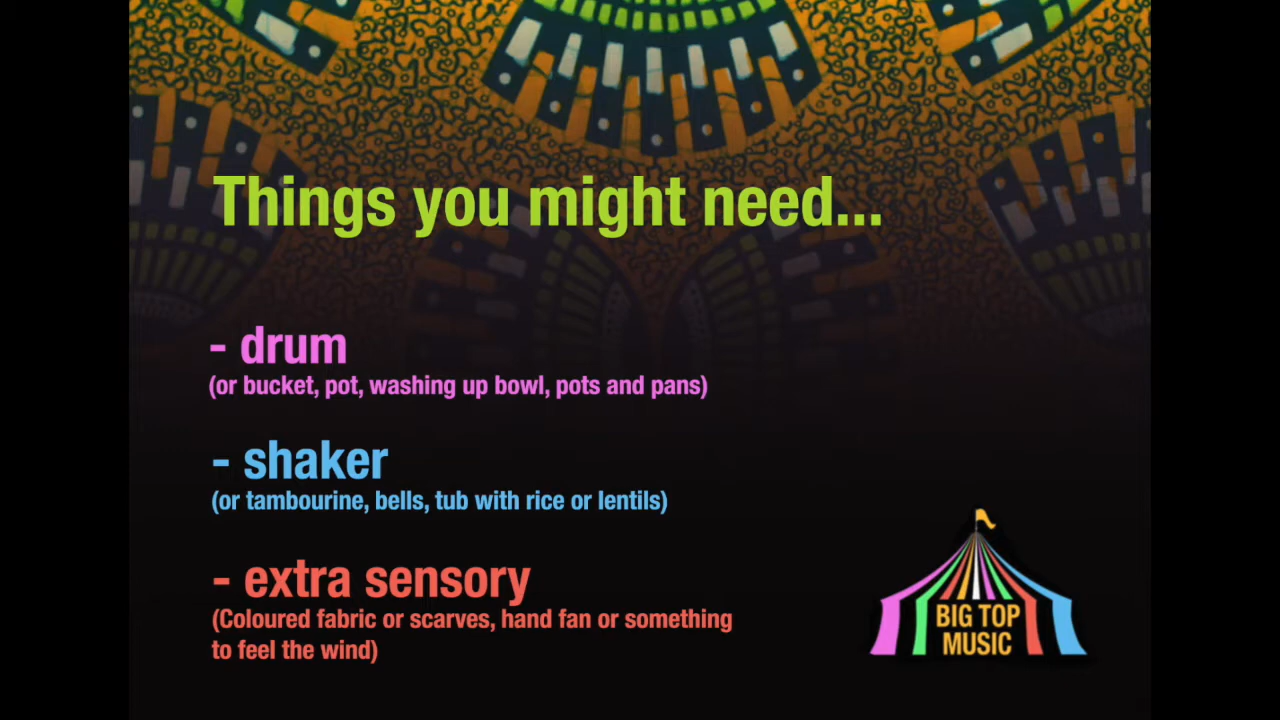 Things you might need...
- drum
(or bucket, pot, washing up bowl, pots and pans)
- shaker
(or tambourine, bells, tub with rice or lentils)
- extra sensory
(Coloured fabric or scarves, hand fan or something
to feel the wind)
BIG TOP
MUSIC